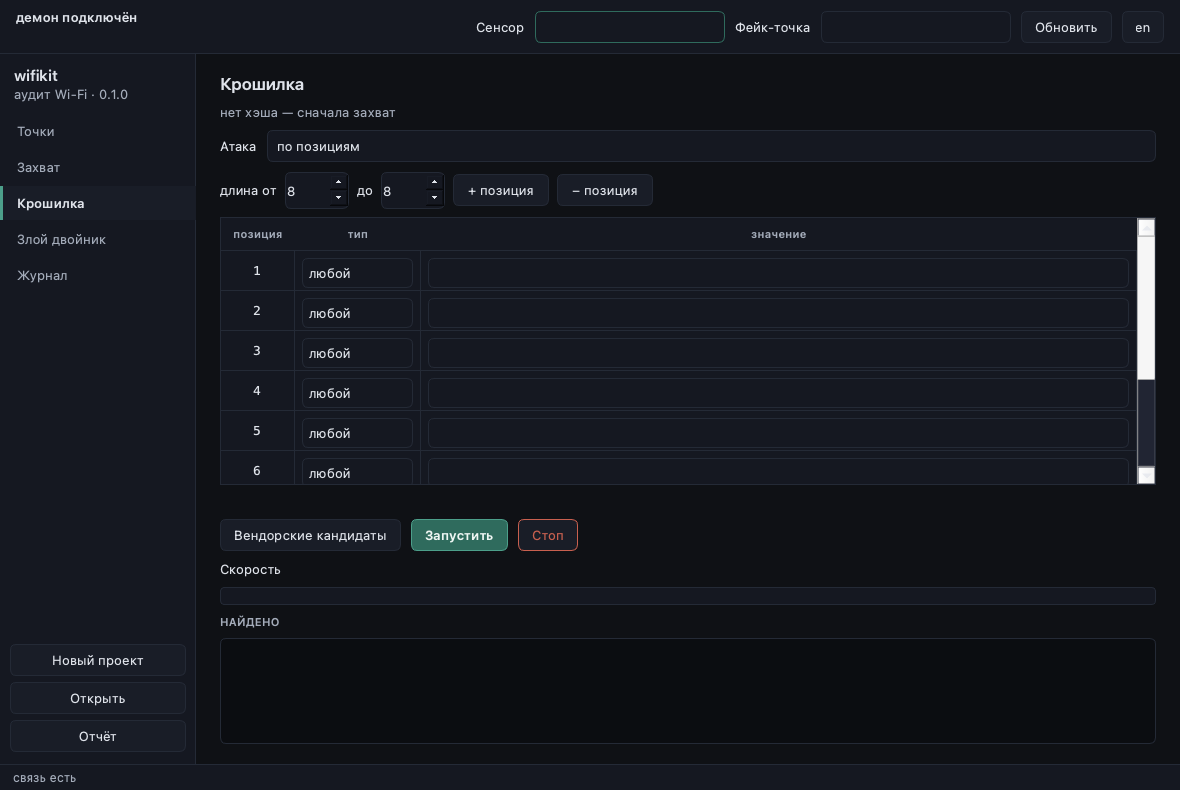 демон подключён
Сенсор Фейк-точка Обновить en
wifikit
аудит Wi-Fi · 0.1.0
Точки
Захват
Крошилка
Злой двойник
Журнал
Новый проект
Открыть
Отчёт
Крошилка
нет хэша — сначала захват
Атака по позициям
длина от 8 до 8 + позиция − позиция
позиция тип значение
1 любой
2 любой
3 любой
4 любой
5 любой
6 любой
Вендорские кандидаты Запустить Стоп
Скорость
НАЙДЕНО
связь есть